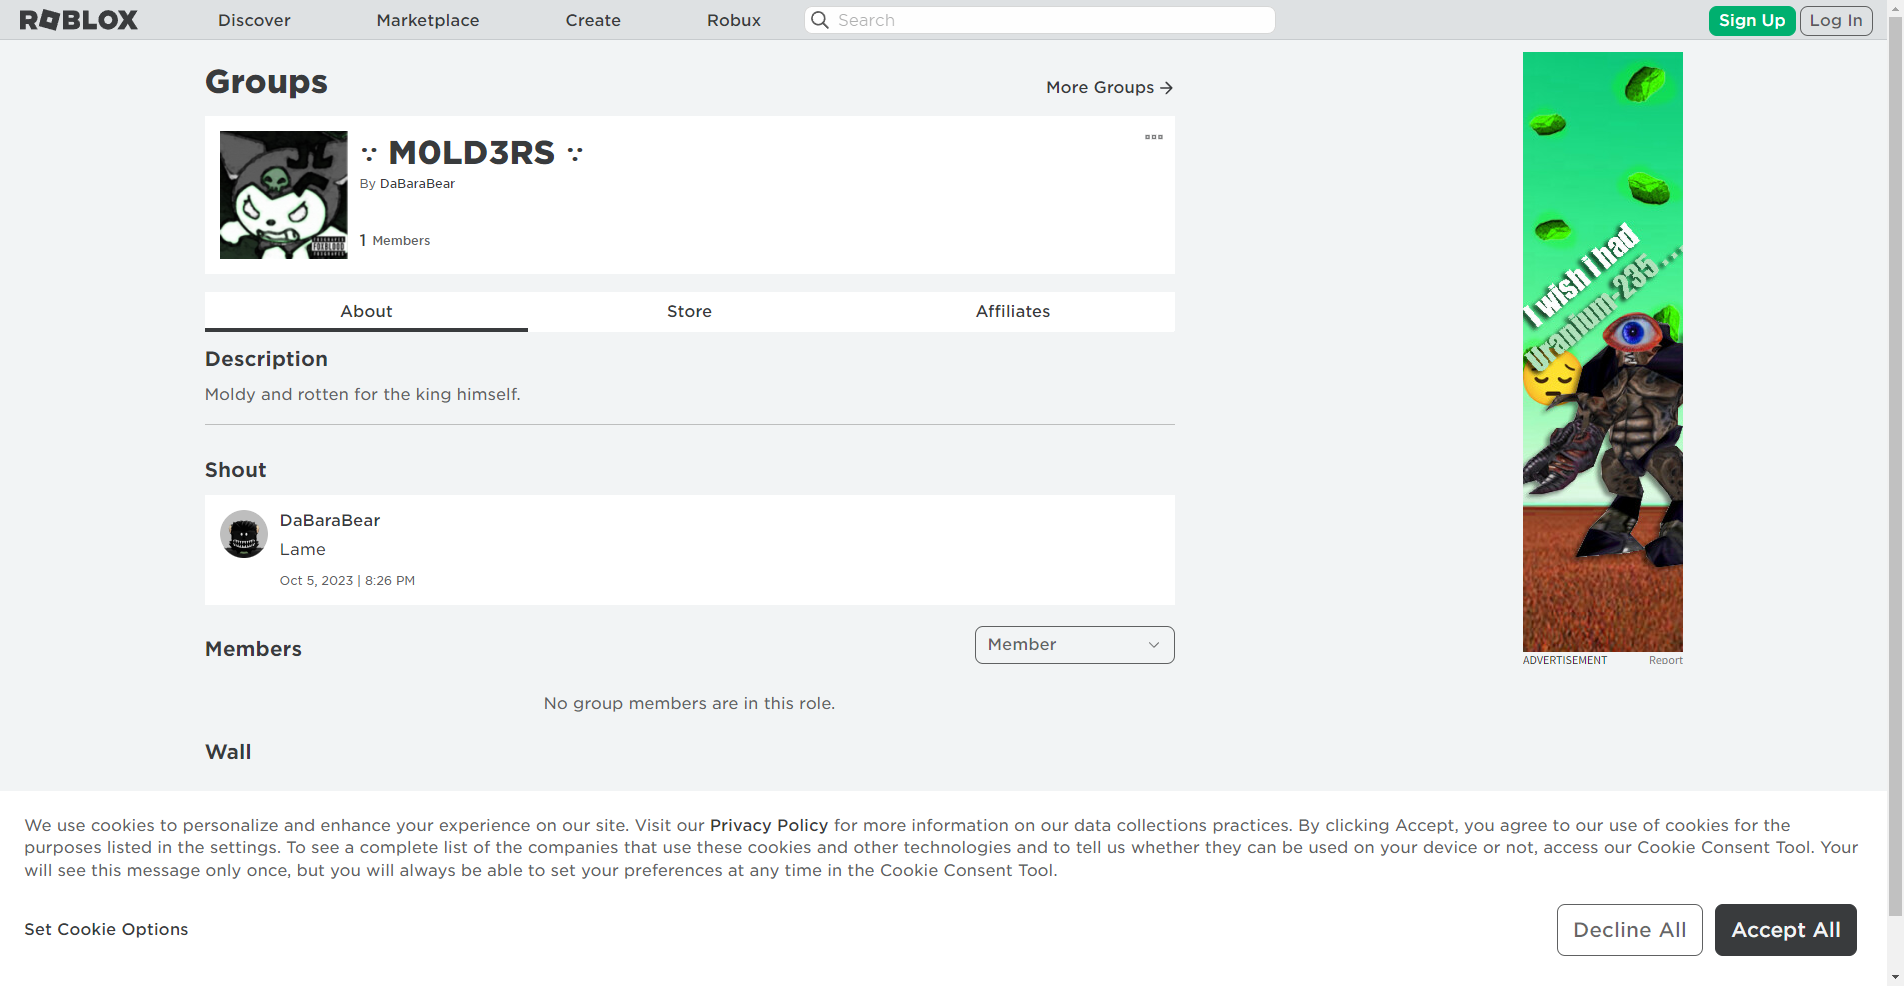 ROBLOX
Discover
Marketplace
Create
Robux
Search
Sign Up
Log In
Groups
More Groups →
M0LD3RS
By DaBaraBear
1 Members
FOXBLOOD
About
Store
Affiliates
Description
Moldy and rotten for the king himself.
Shout
DaBaraBear
Lame
Oct 5, 2023 | 8:26 PM
Members
Member
No group members are in this role.
Wall
I wish i had
Uranium-235...
ADVERTISEMENT
Report
We use cookies to personalize and enhance your experience on our site. Visit our Privacy Policy for more information on our data collections practices. By clicking Accept, you agree to our use of cookies for the
purposes listed in the settings. To see a complete list of the companies that use these cookies and other technologies and to tell us whether they can be used on your device or not, access our Cookie Consent Tool. Your
will see this message only once, but you will always be able to set your preferences at any time in the Cookie Consent Tool.
Set Cookie Options
Decline All
Accept All